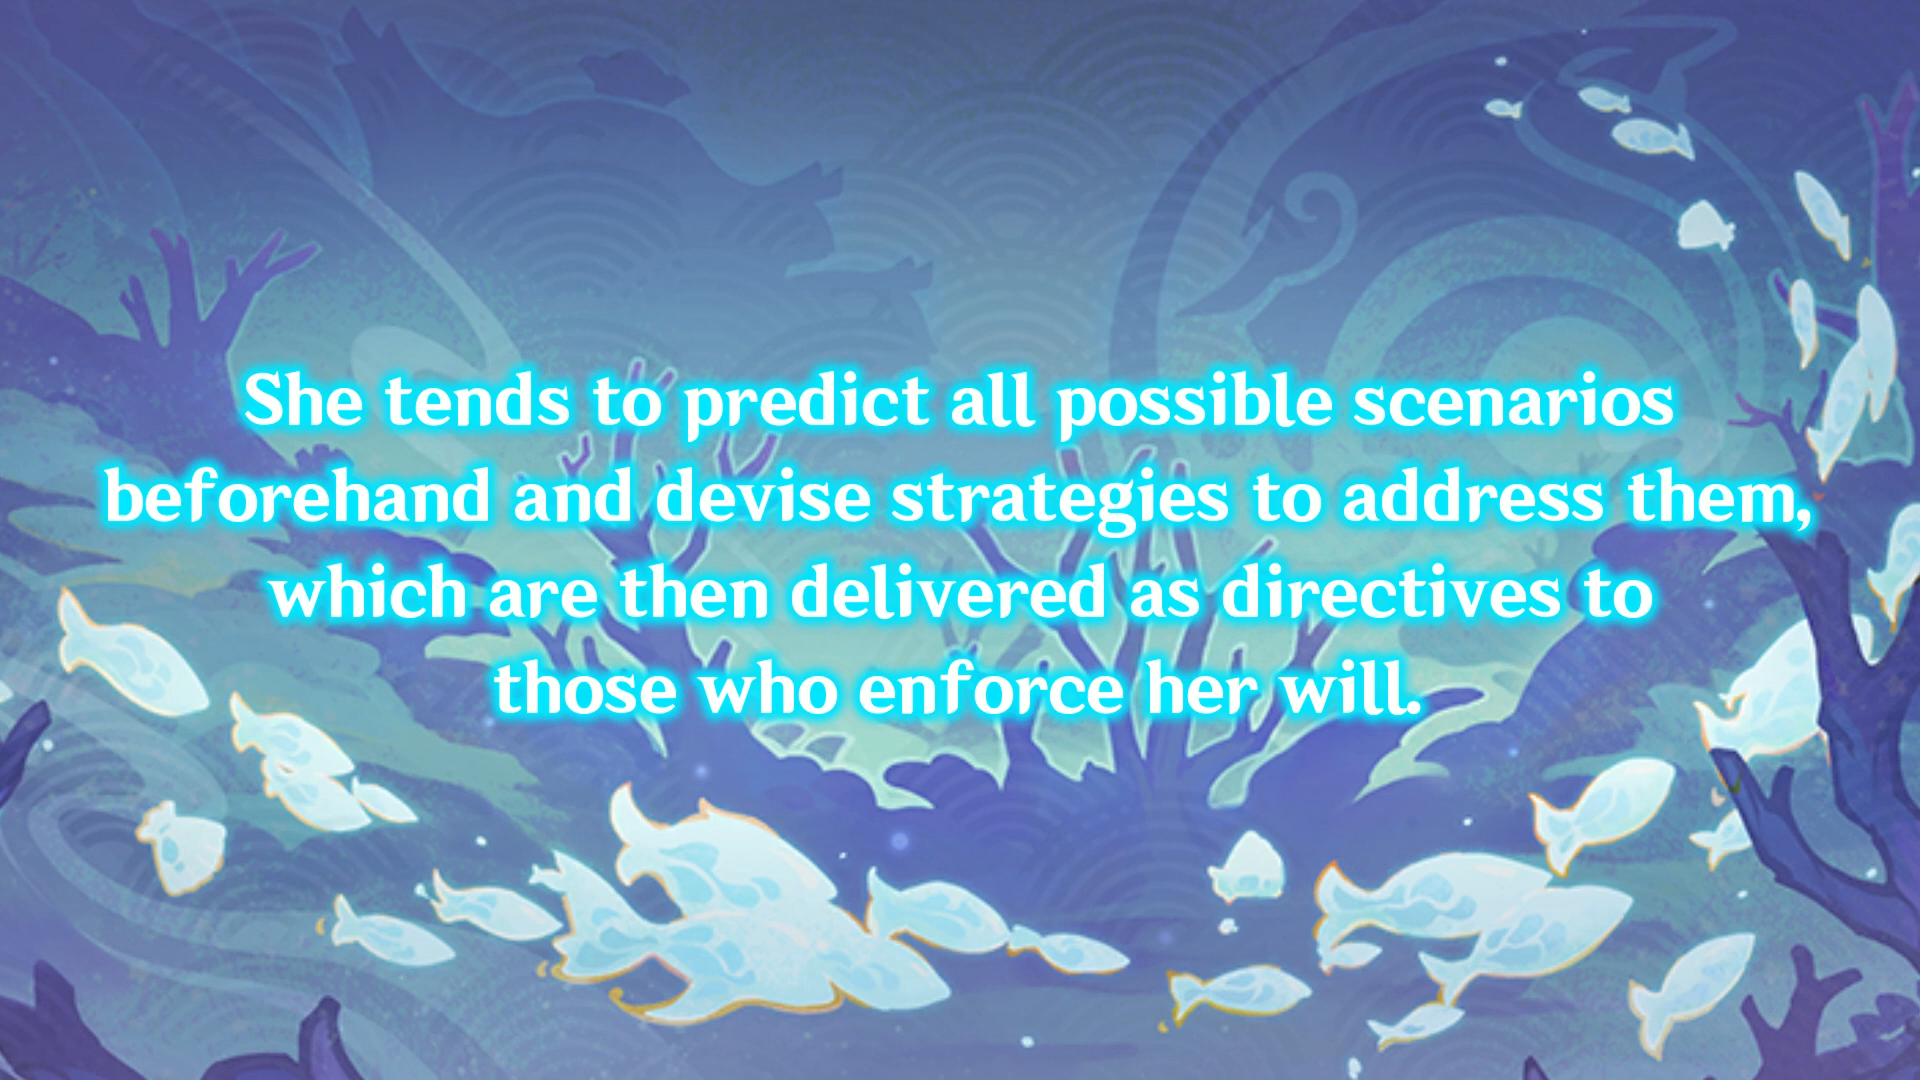 She tends to predict all possible scenarios
beforehand and devise strategies to address them,
which are then delivered as directives to
those who enforce her will.